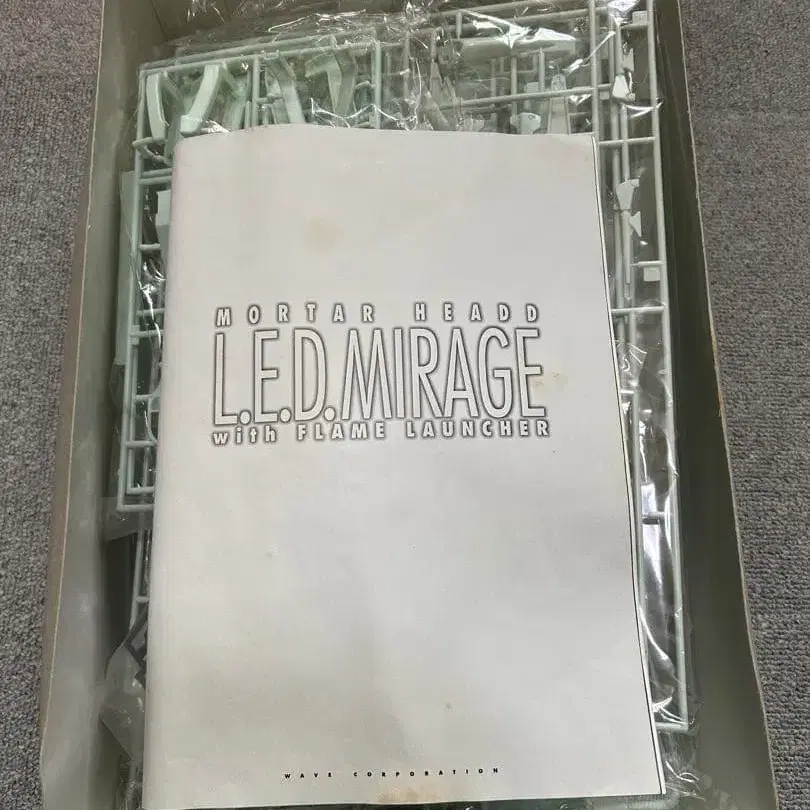 MORTAR HEADD
L.E.D.MIRAGE
with FLAME LAUNCHER
WAVE CORPORATION